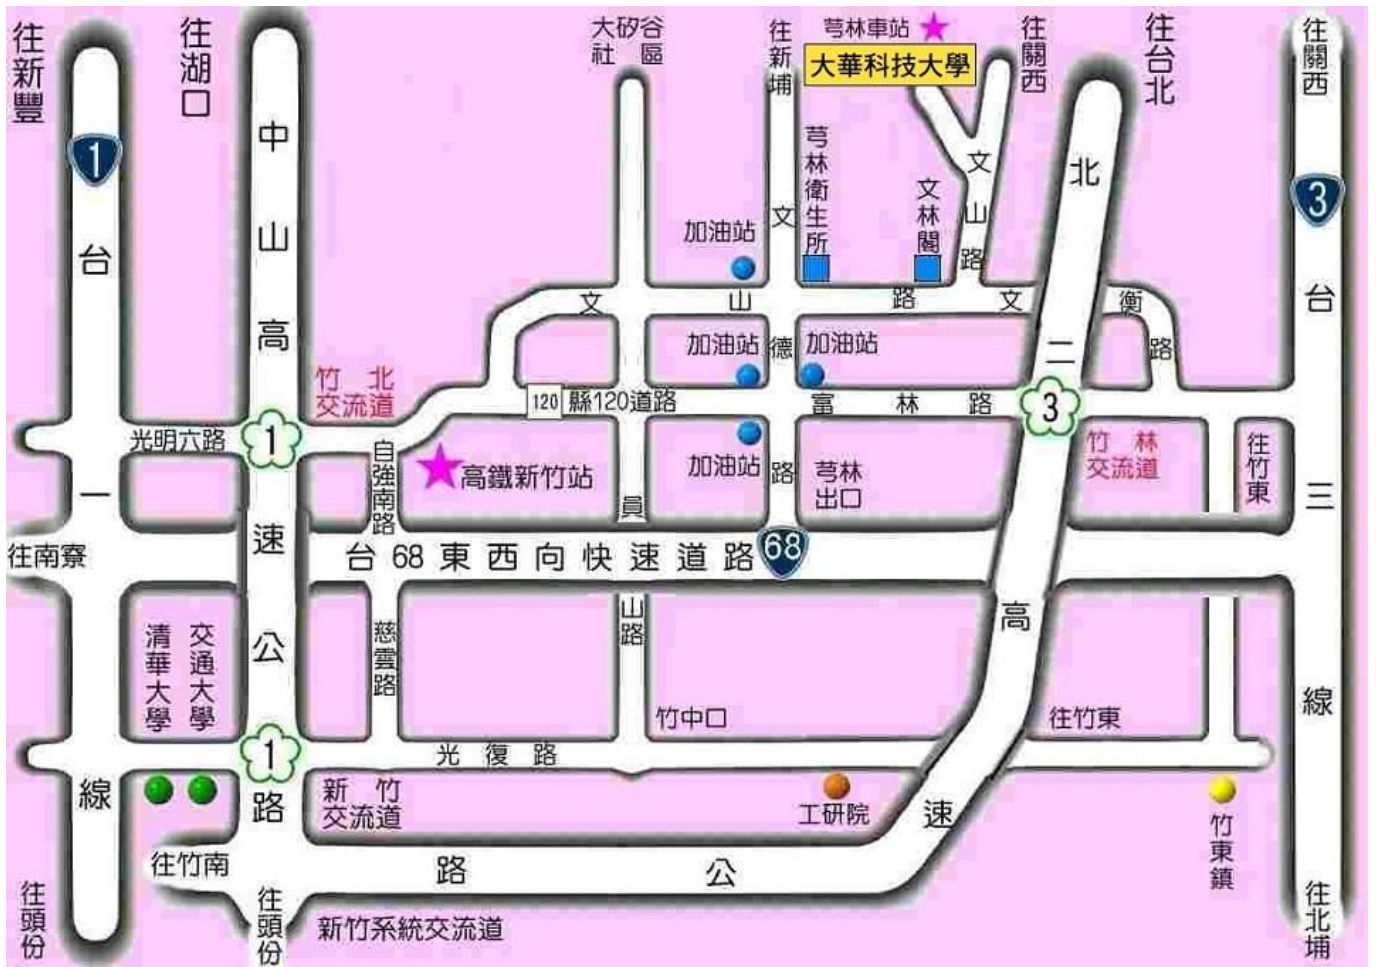 往新豐
往湖口
大矽谷
社區
往新埔
芎林車站
大華科技大學
往關西
往台北
往關西
1
台一線
中山高速公路
加油站
芎林衛生所
文林閣
文山路
北二高速公路
3
台三線
文山路
文衡路
文德路
加油站
加油站
竹北
交流道
120
縣120道路
富林路
3
光明六路
1
自強南路
高鐵新竹站
加油站
芎林
出口
竹林
交流道
往竹東
往南寮
台68東西向快速道路
68
員山路
清華大學
交通大學
慈雲路
竹中口
往竹東
1
光復路
新竹
交流道
工研院
竹東鎮
往竹南
往頭份
往頭份
新竹系統交流道
往北埔